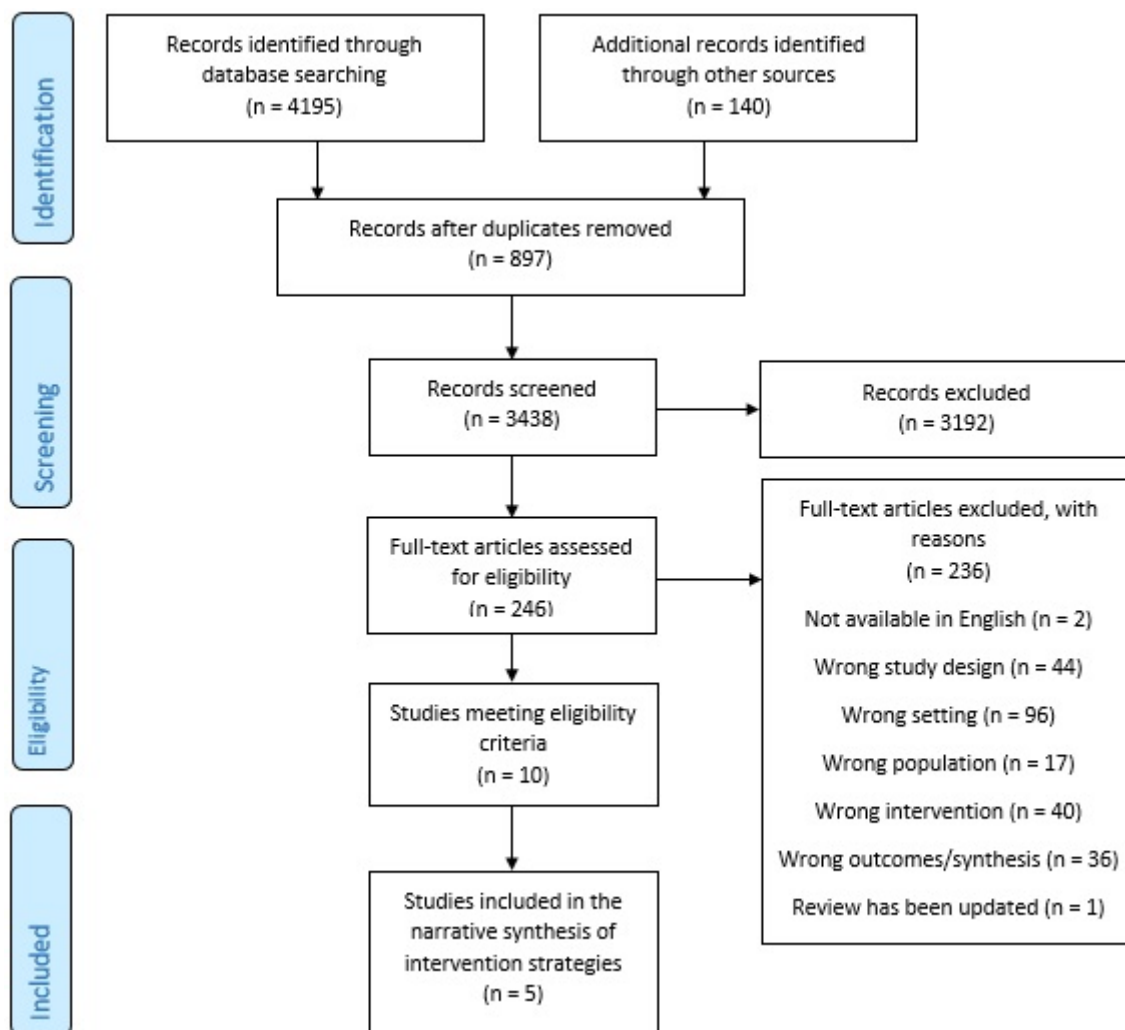 Identification
Records identified through
database searching
(n = 4195)
Additional records identified
through other sources
(n = 140)
Records after duplicates removed
(n = 897)
Screening
Records screened
(n = 3438)
Records excluded
(n = 3192)
Eligibility
Full-text articles assessed
for eligibility
(n = 246)
Full-text articles excluded, with
reasons
(n = 236)
Not available in English (n = 2)
Wrong study design (n = 44)
Wrong setting (n = 96)
Wrong population (n = 17)
Wrong intervention (n = 40)
Wrong outcomes/synthesis (n = 36)
Review has been updated (n = 1)
Studies meeting eligibility
criteria
(n = 10)
Included
Studies included in the
narrative synthesis of
intervention strategies
(n = 5)